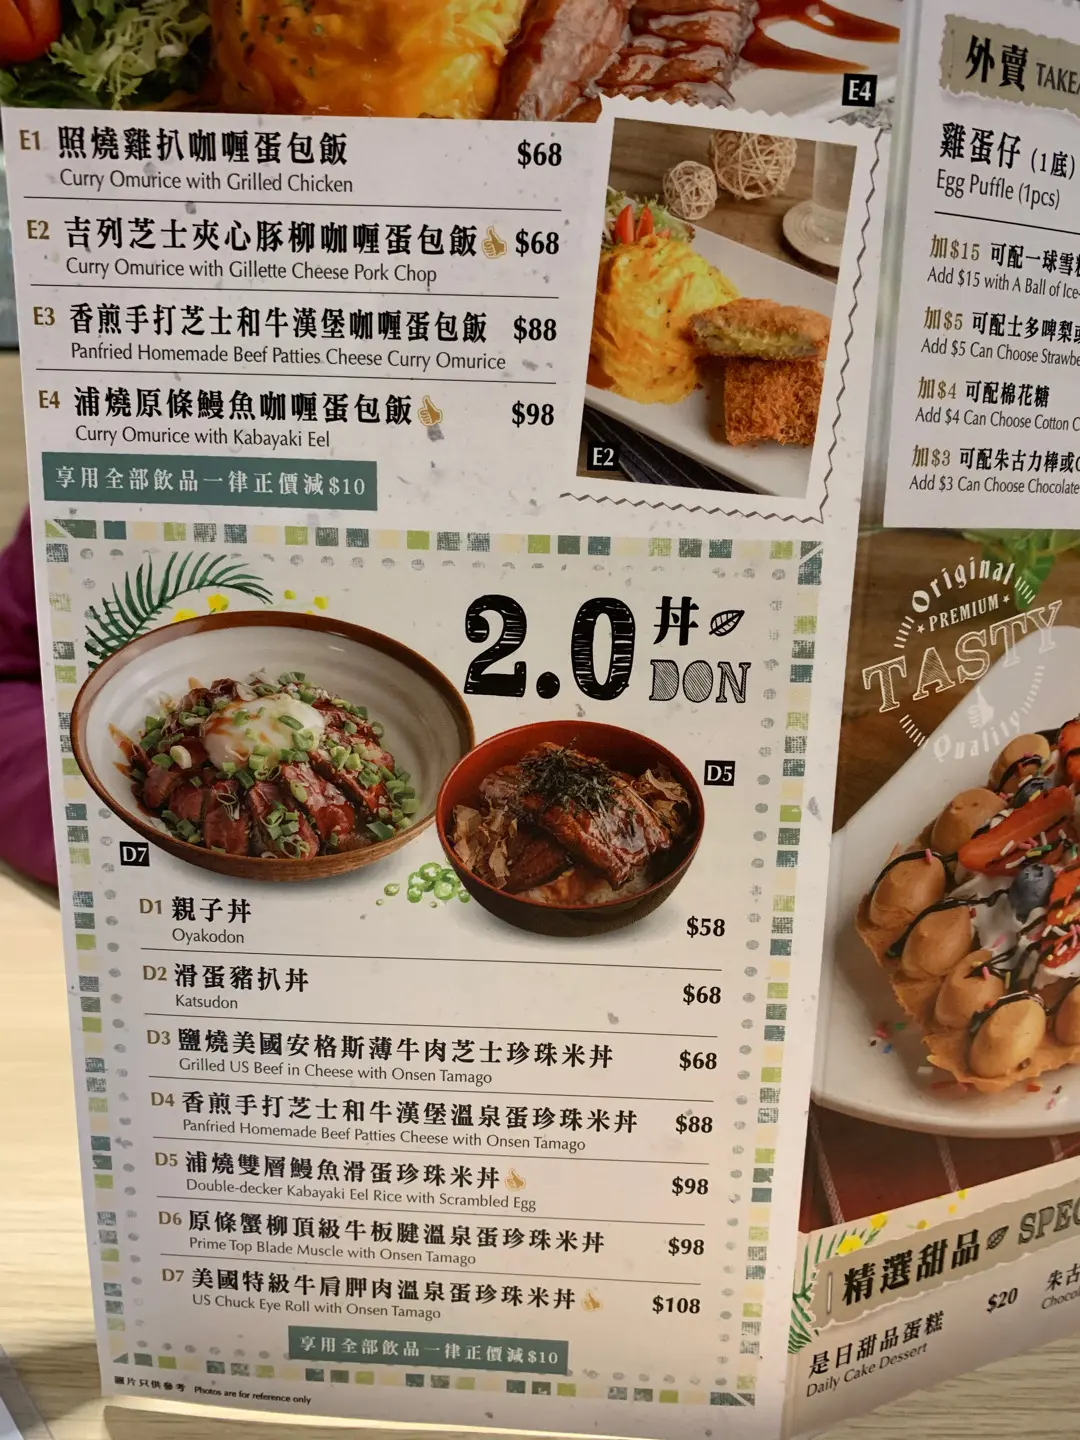 E4
E1 照燒雞扒咖喱蛋包飯 $68
Curry Omurice with Grilled Chicken
E2 吉列芝士夾心豚柳咖喱蛋包飯 $68
Curry Omurice with Gillette Cheese Pork Chop
E3 香煎手打芝士和牛漢堡咖喱蛋包飯 $88
Panfried Homemade Beef Patties Cheese Curry Omurice
E4 浦燒原條鰻魚咖喱蛋包飯 $98
Curry Omurice with Kabayaki Eel
享用全部飲品一律正價減$10
E2
2.0 丼
DON
D5
D7
D1 親子丼 $58
Oyakodon
D2 滑蛋豬扒丼 $68
Katsudon
D3 鹽燒美國安格斯薄牛肉芝士珍珠米丼 $68
Grilled US Beef in Cheese with Onsen Tamago
D4 香煎手打芝士和牛漢堡溫泉蛋珍珠米丼 $88
Panfried Homemade Beef Patties Cheese with Onsen Tamago
D5 浦燒雙層鰻魚滑蛋珍珠米丼 $98
Double-decker Kabayaki Eel Rice with Scrambled Egg
D6 原條蟹柳頂級牛板腱溫泉蛋珍珠米丼 $98
Prime Top Blade Muscle with Onsen Tamago
D7 美國特級牛肩胛肉溫泉蛋珍珠米丼 $108
US Chuck Eye Roll with Onsen Tamago
享用全部飲品一律正價減$10
圖片只供參考 Photos are for reference only
外賣
雞蛋仔 (1底)
Egg Puffle (1pcs)
加$15 可配一球雪
Add $15 with A Ball of Ice-
加$5 可配士多啤梨
Add $5 Can Choose
加$4 可配棉花糖
Add $4 Can Choose Cotton
加$3 可配朱古力棒或
Add $3 Can Choose Chocolate
Original
PREMIUM
TASTY
Quality
精選甜品
是日甜品蛋糕 $20
Daily Cake Dessert
朱古